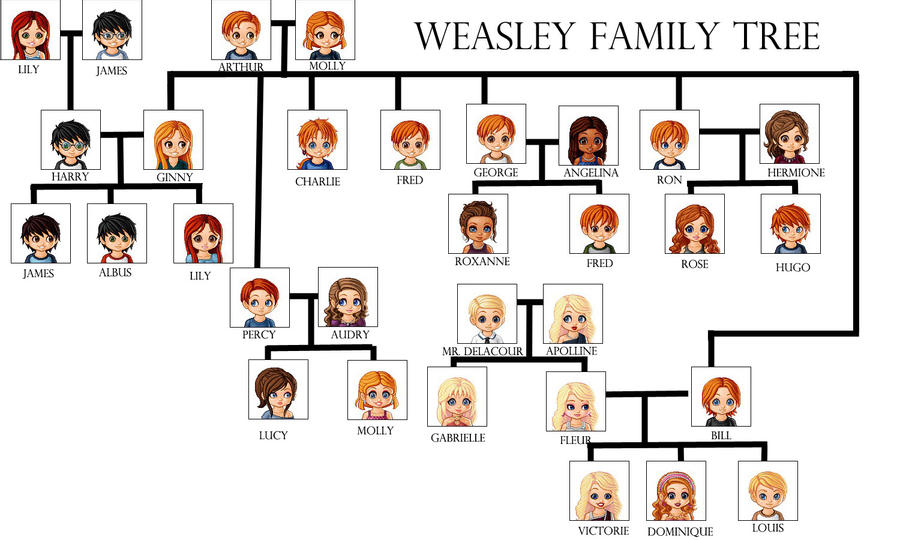 WEASLEY FAMILY TREE
LILY
JAMES
ARTHUR
MOLLY
HARRY
GINNY
CHARLIE
FRED
GEORGE
ANGELINA
RON
HERMIONE
JAMES
ALBUS
LILY
ROXANNE
FRED
ROSE
HUGO
PERCY
AUDRY
MR. DELACOUR
APOLLINE
LUCY
MOLLY
GABRIELLE
FLEUR
BILL
VICTORIE
DOMINIQUE
LOUIS